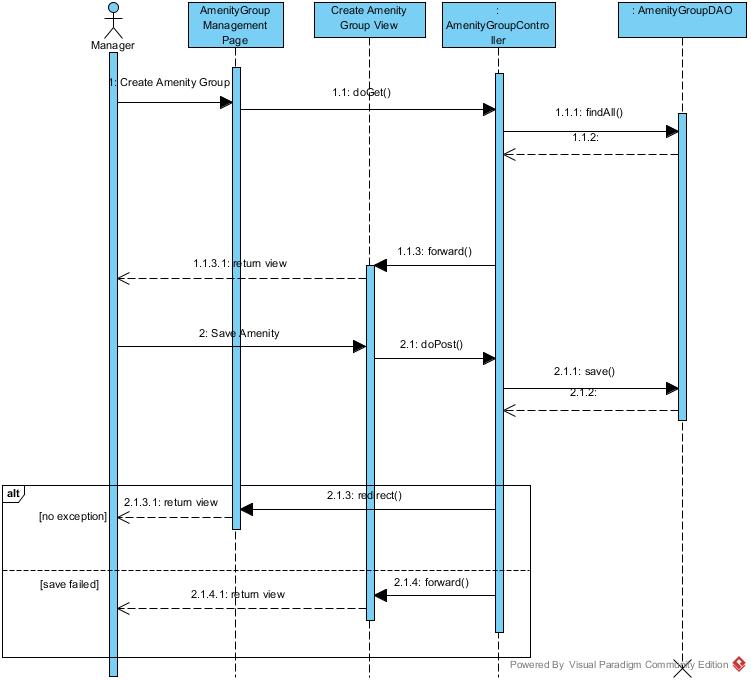 AmenityGroup
Management
Page
Create Amenity
Group View
:
AmenityGroupContro
ller
: AmenityGroupDAO
Manager
1: Create Amenity Group
1.1: doGet()
1.1.1: findAll()
1.1.2:
1.1.3: forward()
1.1.3.1: return view
2: Save Amenity
2.1: doPost()
2.1.1: save()
2.1.2:
alt
2.1.3: redirect()
2.1.3.1: return view
[no exception]
[save failed]
2.1.4: forward()
2.1.4.1: return view
Powered By Visual Paradigm Community Edition